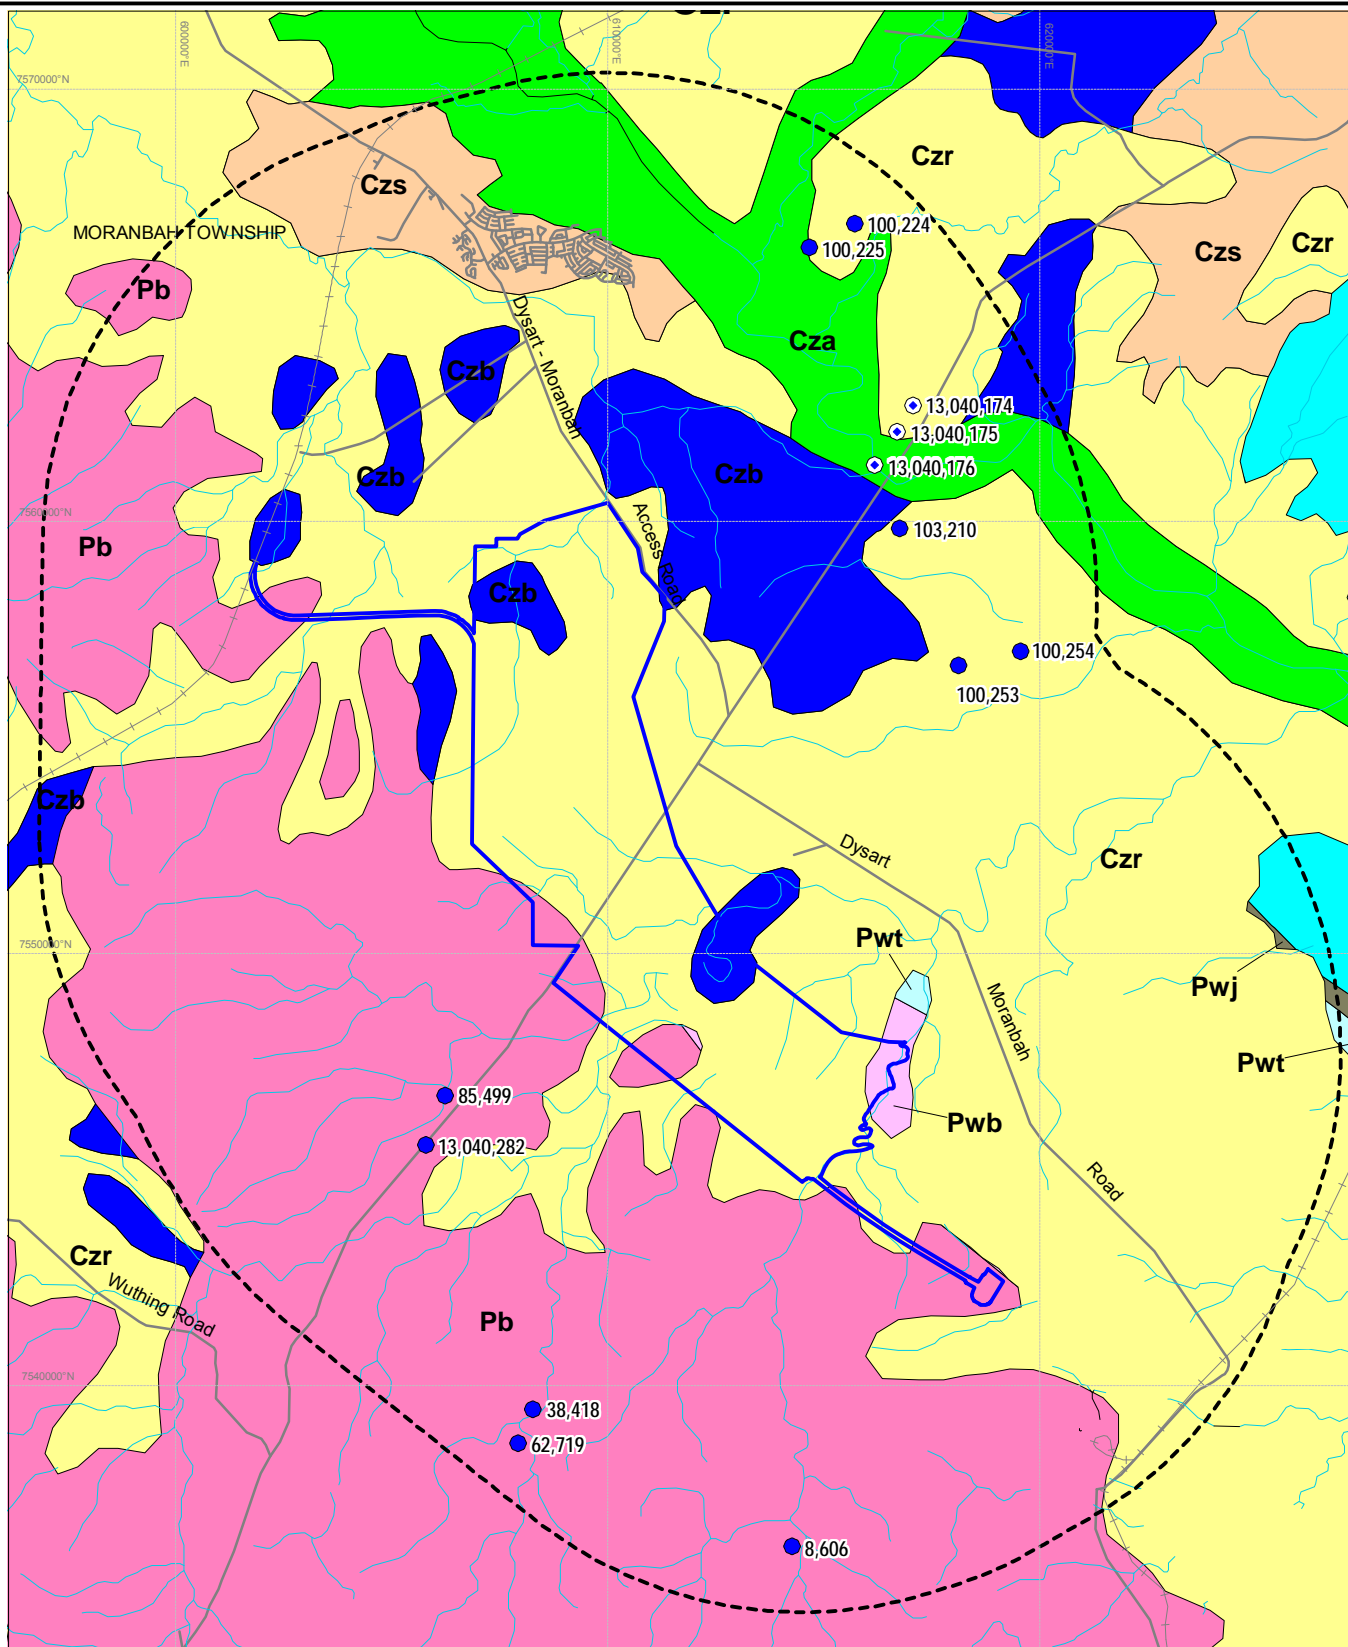 600000°E
610000°E
620000°E
7570000°N
Czr
Czs
MORANBAH TOWNSHIP
100,224
100,225
Czs
Czr
Pb
Dysart - Moranbah
Cza
Czb
13,040,174
13,040,175
13,040,176
Czb
Czb
7560000°N
103,210
Access Road
Pb
Czb
100,254
100,253
Czb
Dysart
Czr
7550000°N
Pwt
Pwj
Moranbah
Pwt
85,499
Pwb
13,040,282
Road
Czr
Wuthing Road
Pb
7540000°N
38,418
62,719
8,606